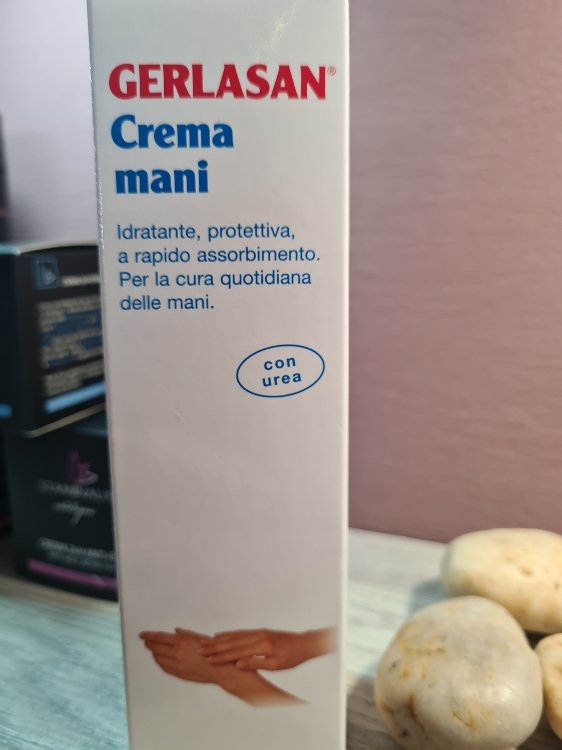 GERLASAN®
Crema
mani
Idratante, protettiva,
a rapido assorbimento.
Per la cura quotidiana
delle mani.
con
urea